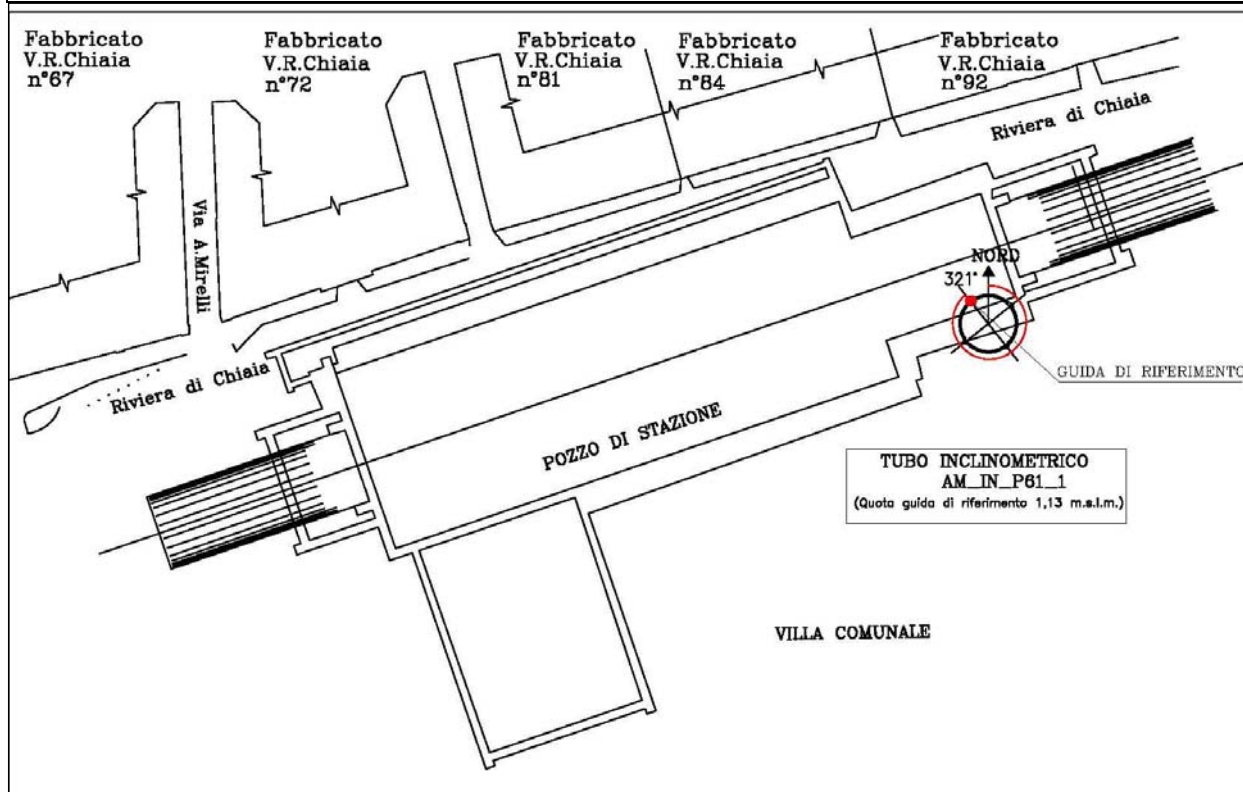 Fabbricato
V.R.Chiaia
n°67
Fabbricato
V.R.Chiaia
n°72
Fabbricato
V.R.Chiaia
n°81
Fabbricato
V.R.Chiaia
n°84
Fabbricato
V.R.Chiaia
n°92
Riviera di Chiaia
Via A.Mirelli
NORD
321°
Riviera di Chiaia
GUIDA DI RIFERIMENTO
POZZO DI STAZIONE
TUBO INCLINOMETRICO
AM_IN_P61_1
(Quota guida di riferimento 1,13 m.s.l.m.)
VILLA COMUNALE